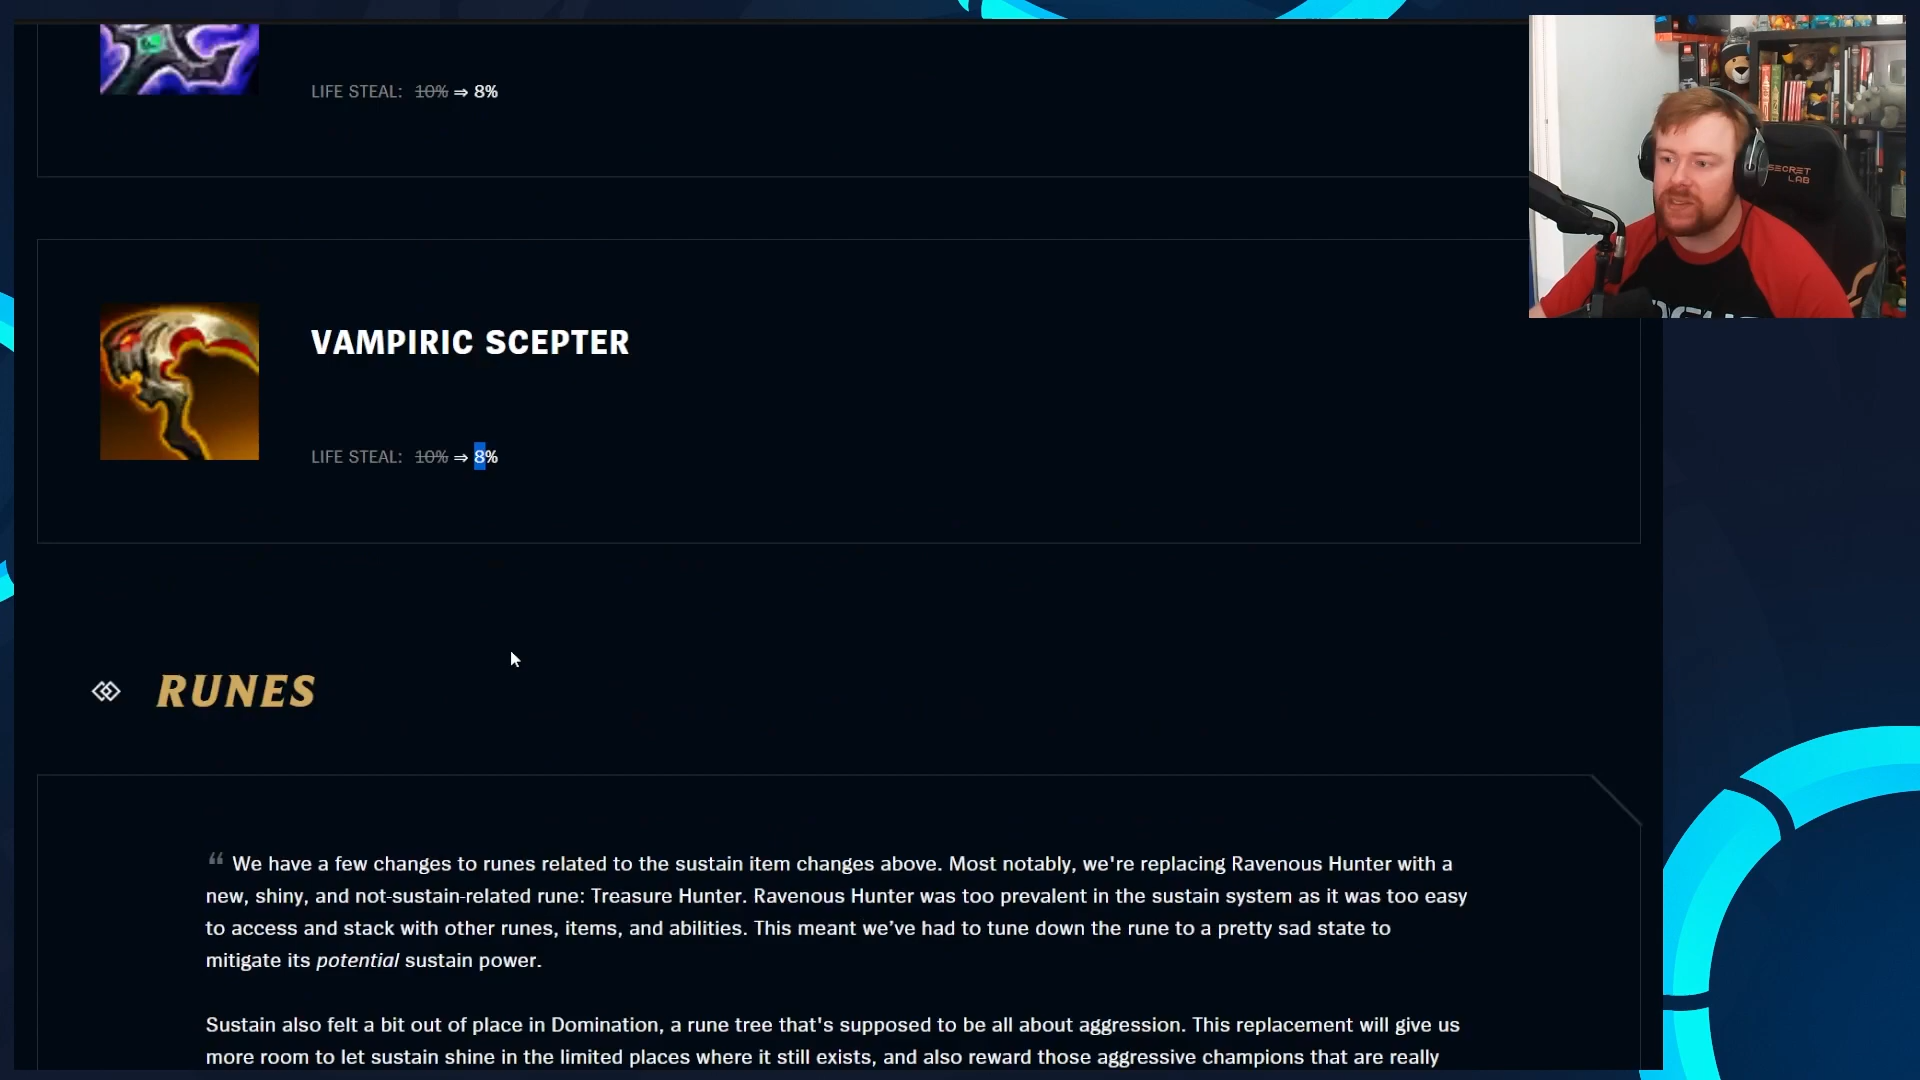 LIFE STEAL: 10% ⇒ 8%
SECRET
LAB
VAMPIRIC SCEPTER
LIFE STEAL: 10% ⇒ 8%
RUNES
“ We have a few changes to runes related to the sustain item changes above. Most notably, we're replacing Ravenous Hunter with a
new, shiny, and not-sustain-related rune: Treasure Hunter. Ravenous Hunter was too prevalent in the sustain system as it was too easy
to access and stack with other runes, items, and abilities. This meant we’ve had to tune down the rune to a pretty sad state to
mitigate its potential sustain power.
Sustain also felt a bit out of place in Domination, a rune tree that's supposed to be all about aggression. This replacement will give us
more room to let sustain shine in the limited places where it still exists, and also reward those aggressive champions that are really